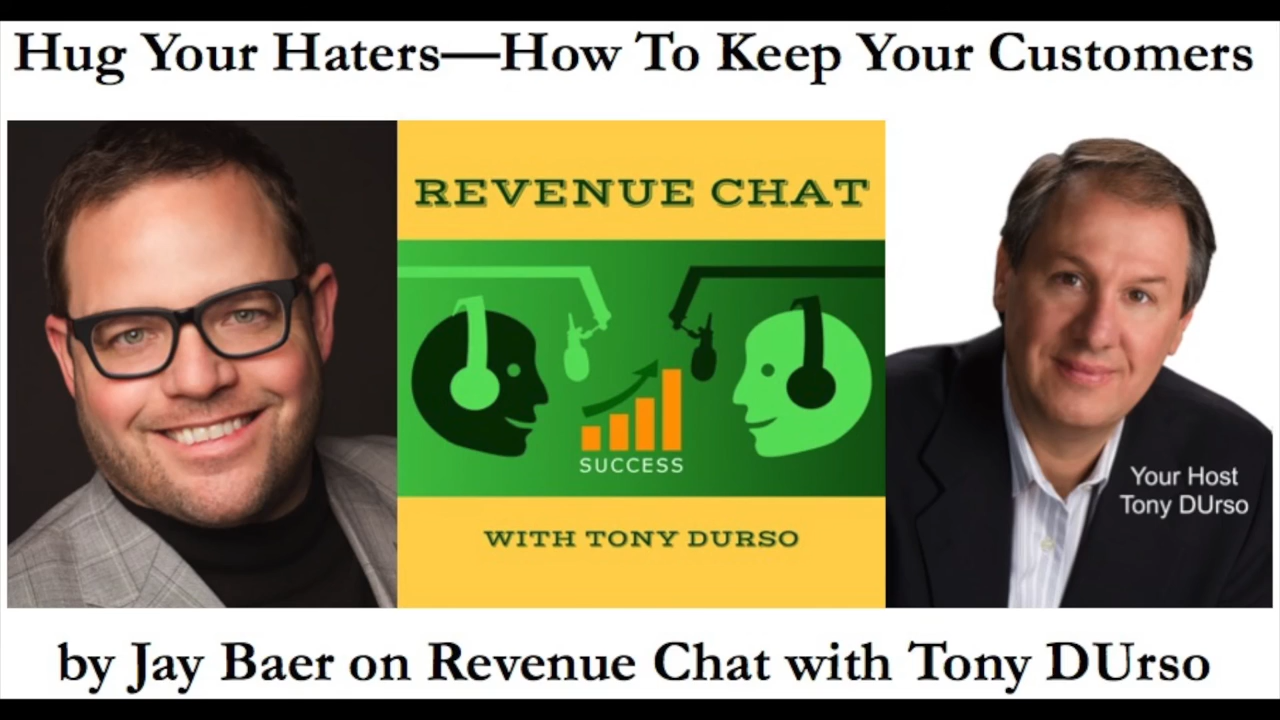 Hug Your Haters—How To Keep Your Customers
REVENUE CHAT
SUCCESS
WITH TONY DURSO
Your Host
Tony DUrso
by Jay Baer on Revenue Chat with Tony DUrso